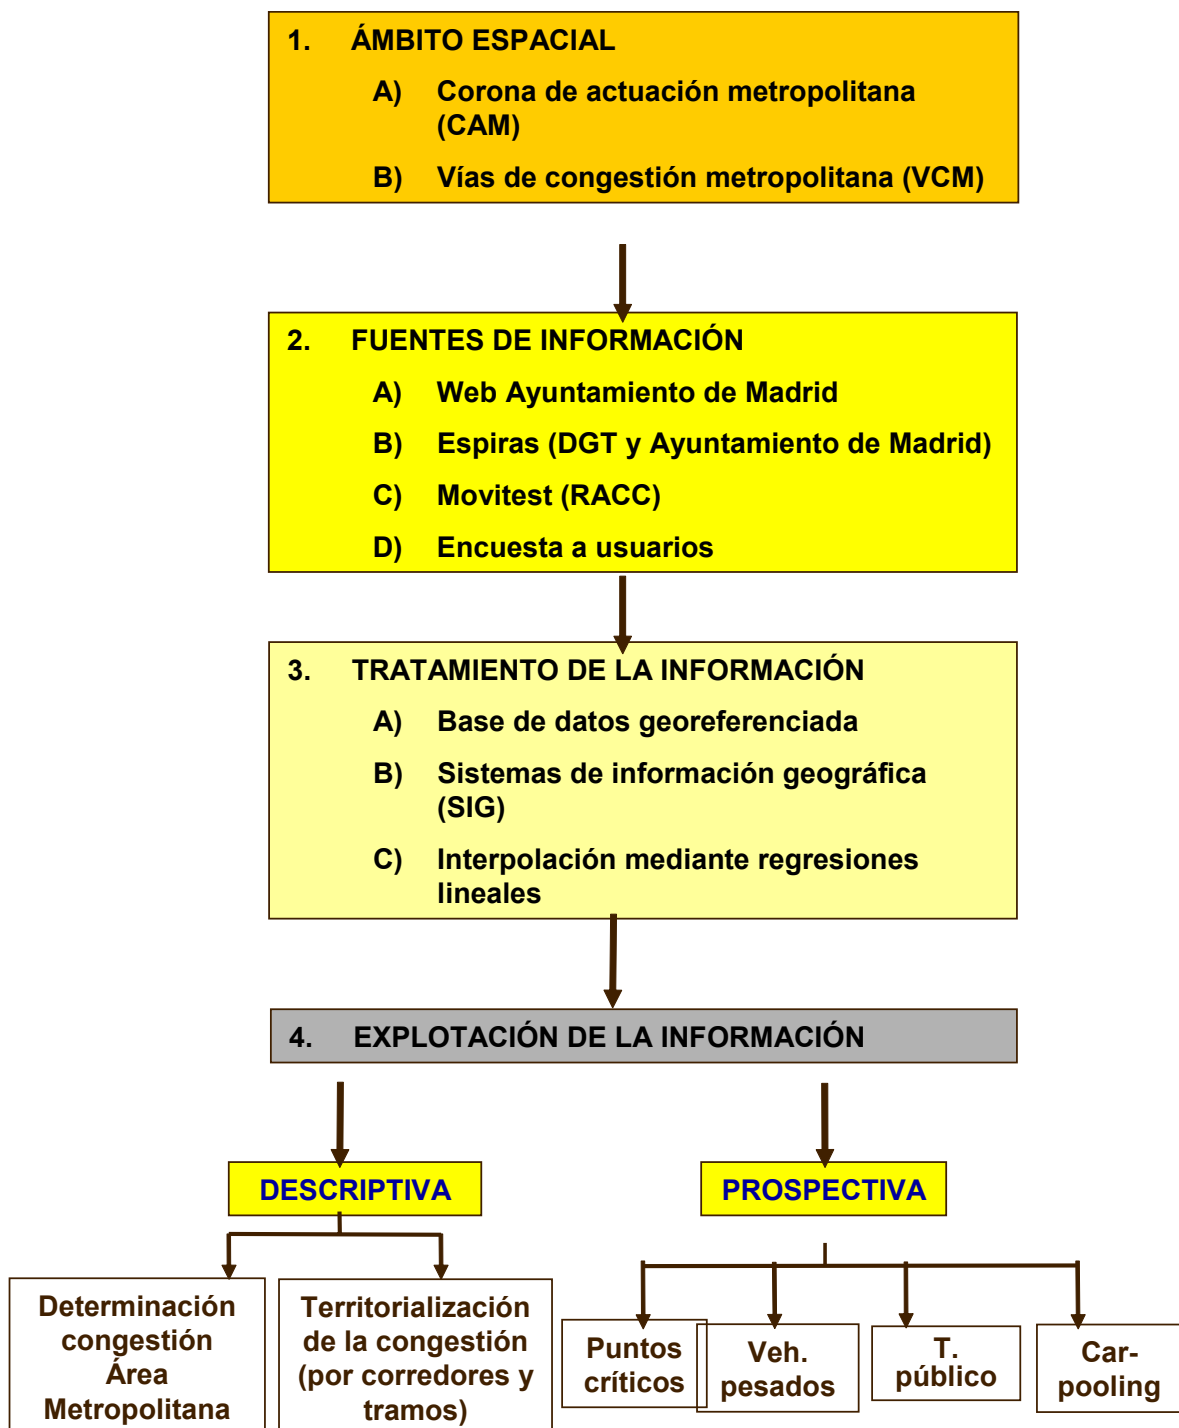 1. ÁMBITO ESPACIAL
A) Corona de actuación metropolitana
(CAM)
B) Vías de congestión metropolitana (VCM)
2. FUENTES DE INFORMACIÓN
A) Web Ayuntamiento de Madrid
B) Espiras (DGT y Ayuntamiento de Madrid)
C) Movitest (RACC)
D) Encuesta a usuarios
3. TRATAMIENTO DE LA INFORMACIÓN
A) Base de datos georeferenciada
B) Sistemas de información geográfica
(SIG)
C) Interpolación mediante regresiones
lineales
4. EXPLOTACIÓN DE LA INFORMACIÓN
DESCRIPTIVA
PROSPECTIVA
Determinación
congestión
Área
Metropolitana
Territorialización
de la congestión
(por corredores y
tramos)
Puntos
críticos
Veh.
pesados
T.
público
Car-
pooling